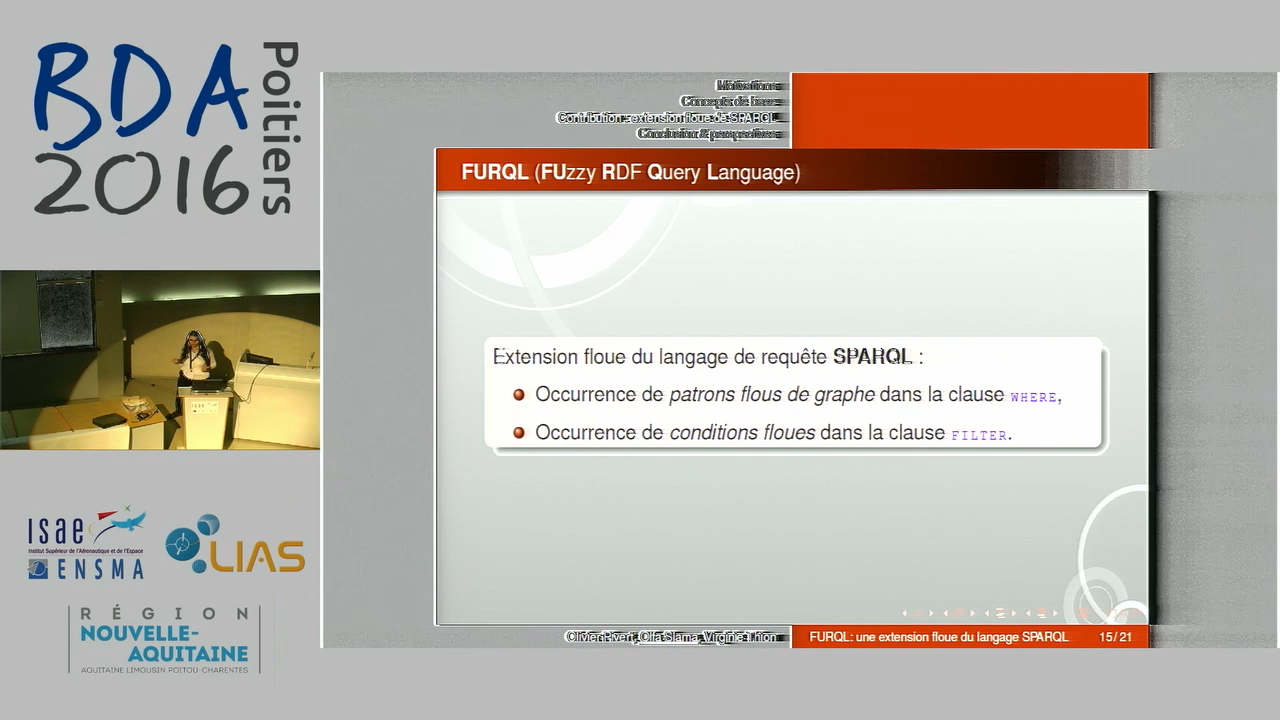 BDA
2016
Poitiers
Motivations
Concepts de base
Contribution : extension floue de SPARQL
Conclusion & perspectives
FURQL (FUzzy RDF Query Language)
Extension floue du langage de requête SPARQL :
Occurrence de patrons flous de graphe dans la clause WHERE,
Occurrence de conditions floues dans la clause FILTER.
isae
Institut Supérieur de l'Aéronautique et de l'Espace
ENSMA
LIAS
RÉGION
NOUVELLE-
AQUITAINE
AQUITAINE LIMOUSIN POITOU-CHARENTES
Olivier Pivert, Olfa Slama, Virginie Thion
FURQL: une extension floue du langage SPARQL
15/21